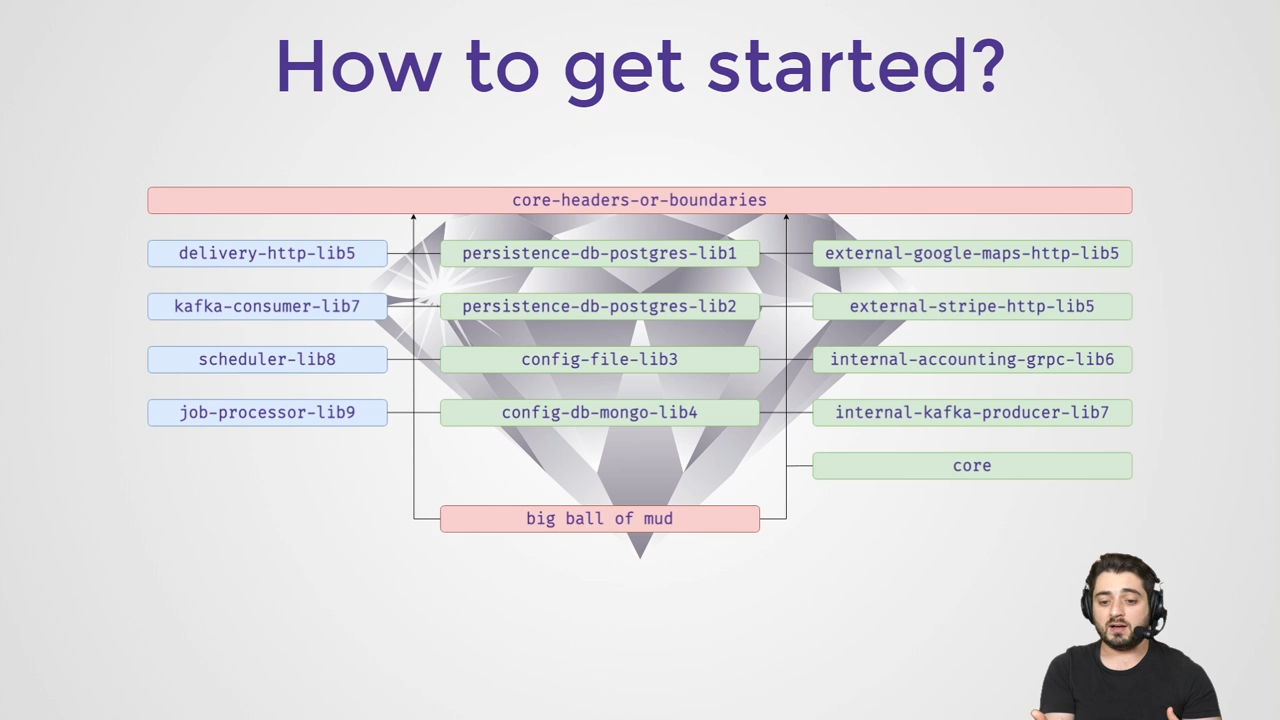 How to get started?
core-headers-or-boundaries
delivery-http-lib5
persistence-db-postgres-lib1
external-google-maps-http-lib5
kafka-consumer-lib7
persistence-db-postgres-lib2
external-stripe-http-lib5
scheduler-lib8
config-file-lib3
internal-accounting-grpc-lib6
job-processor-lib9
config-db-mongo-lib4
internal-kafka-producer-lib7
core
big ball of mud